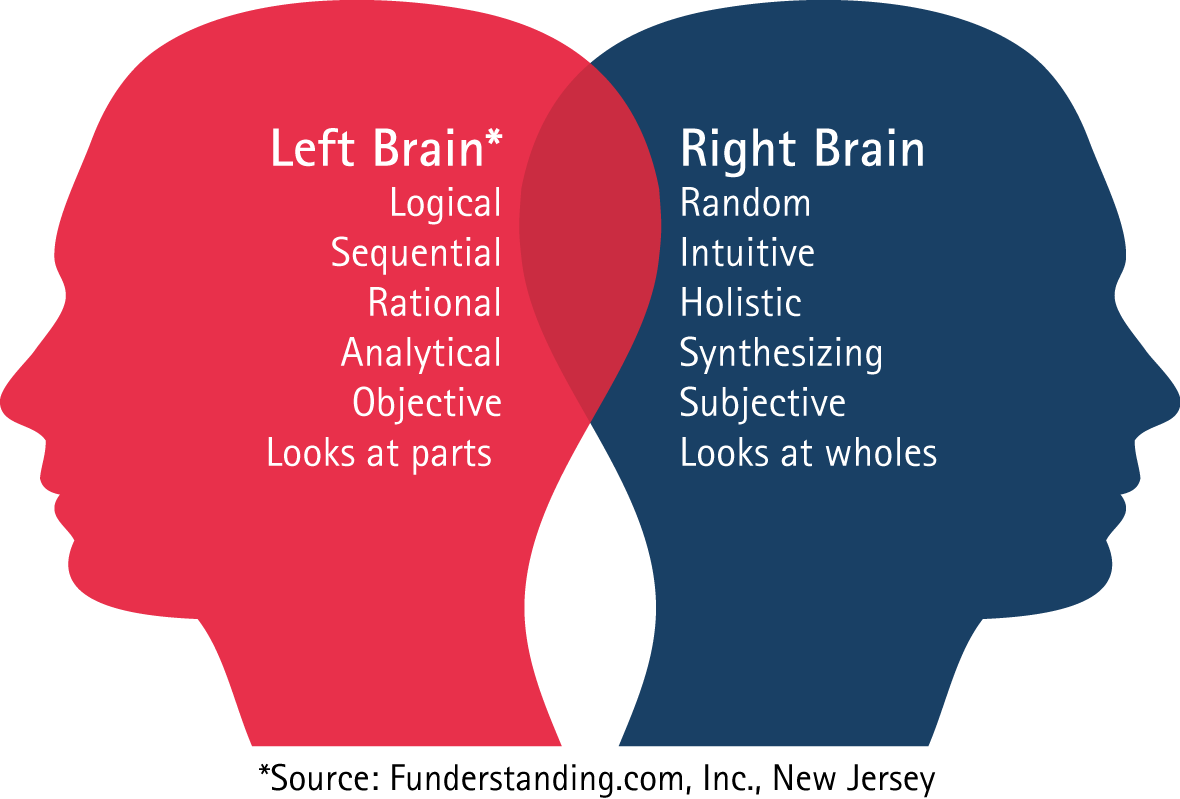 Left Brain*
Logical
Sequential
Rational
Analytical
Objective
Looks at parts
Right Brain
Random
Intuitive
Holistic
Synthesizing
Subjective
Looks at wholes
*Source: Funderstanding.com, Inc., New Jersey